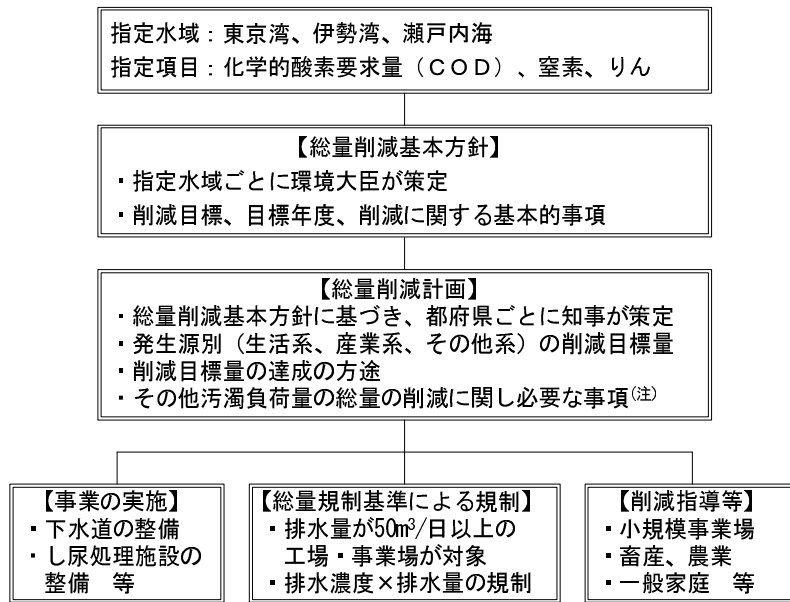 指定水域：東京湾、伊勢湾、瀬戸内海
指定項目：化学的酸素要求量（ＣＯＤ）、窒素、りん
【総量削減基本方針】
・指定水域ごとに環境大臣が策定
・削減目標、目標年度、削減に関する基本的事項
【総量削減計画】
・総量削減基本方針に基づき、都府県ごとに知事が策定
・発生源別（生活系、産業系、その他系）の削減目標量
・削減目標量の達成の方途
・その他汚濁負荷量の総量の削減に関し必要な事項(注)
【事業の実施】
・下水道の整備
・し尿処理施設の
整備　等
【総量規制基準による規制】
・排水量が50m³/日以上の
工場・事業場が対象
・排水濃度×排水量の規制
【削減指導等】
・小規模事業場
・畜産、農業
・一般家庭　等